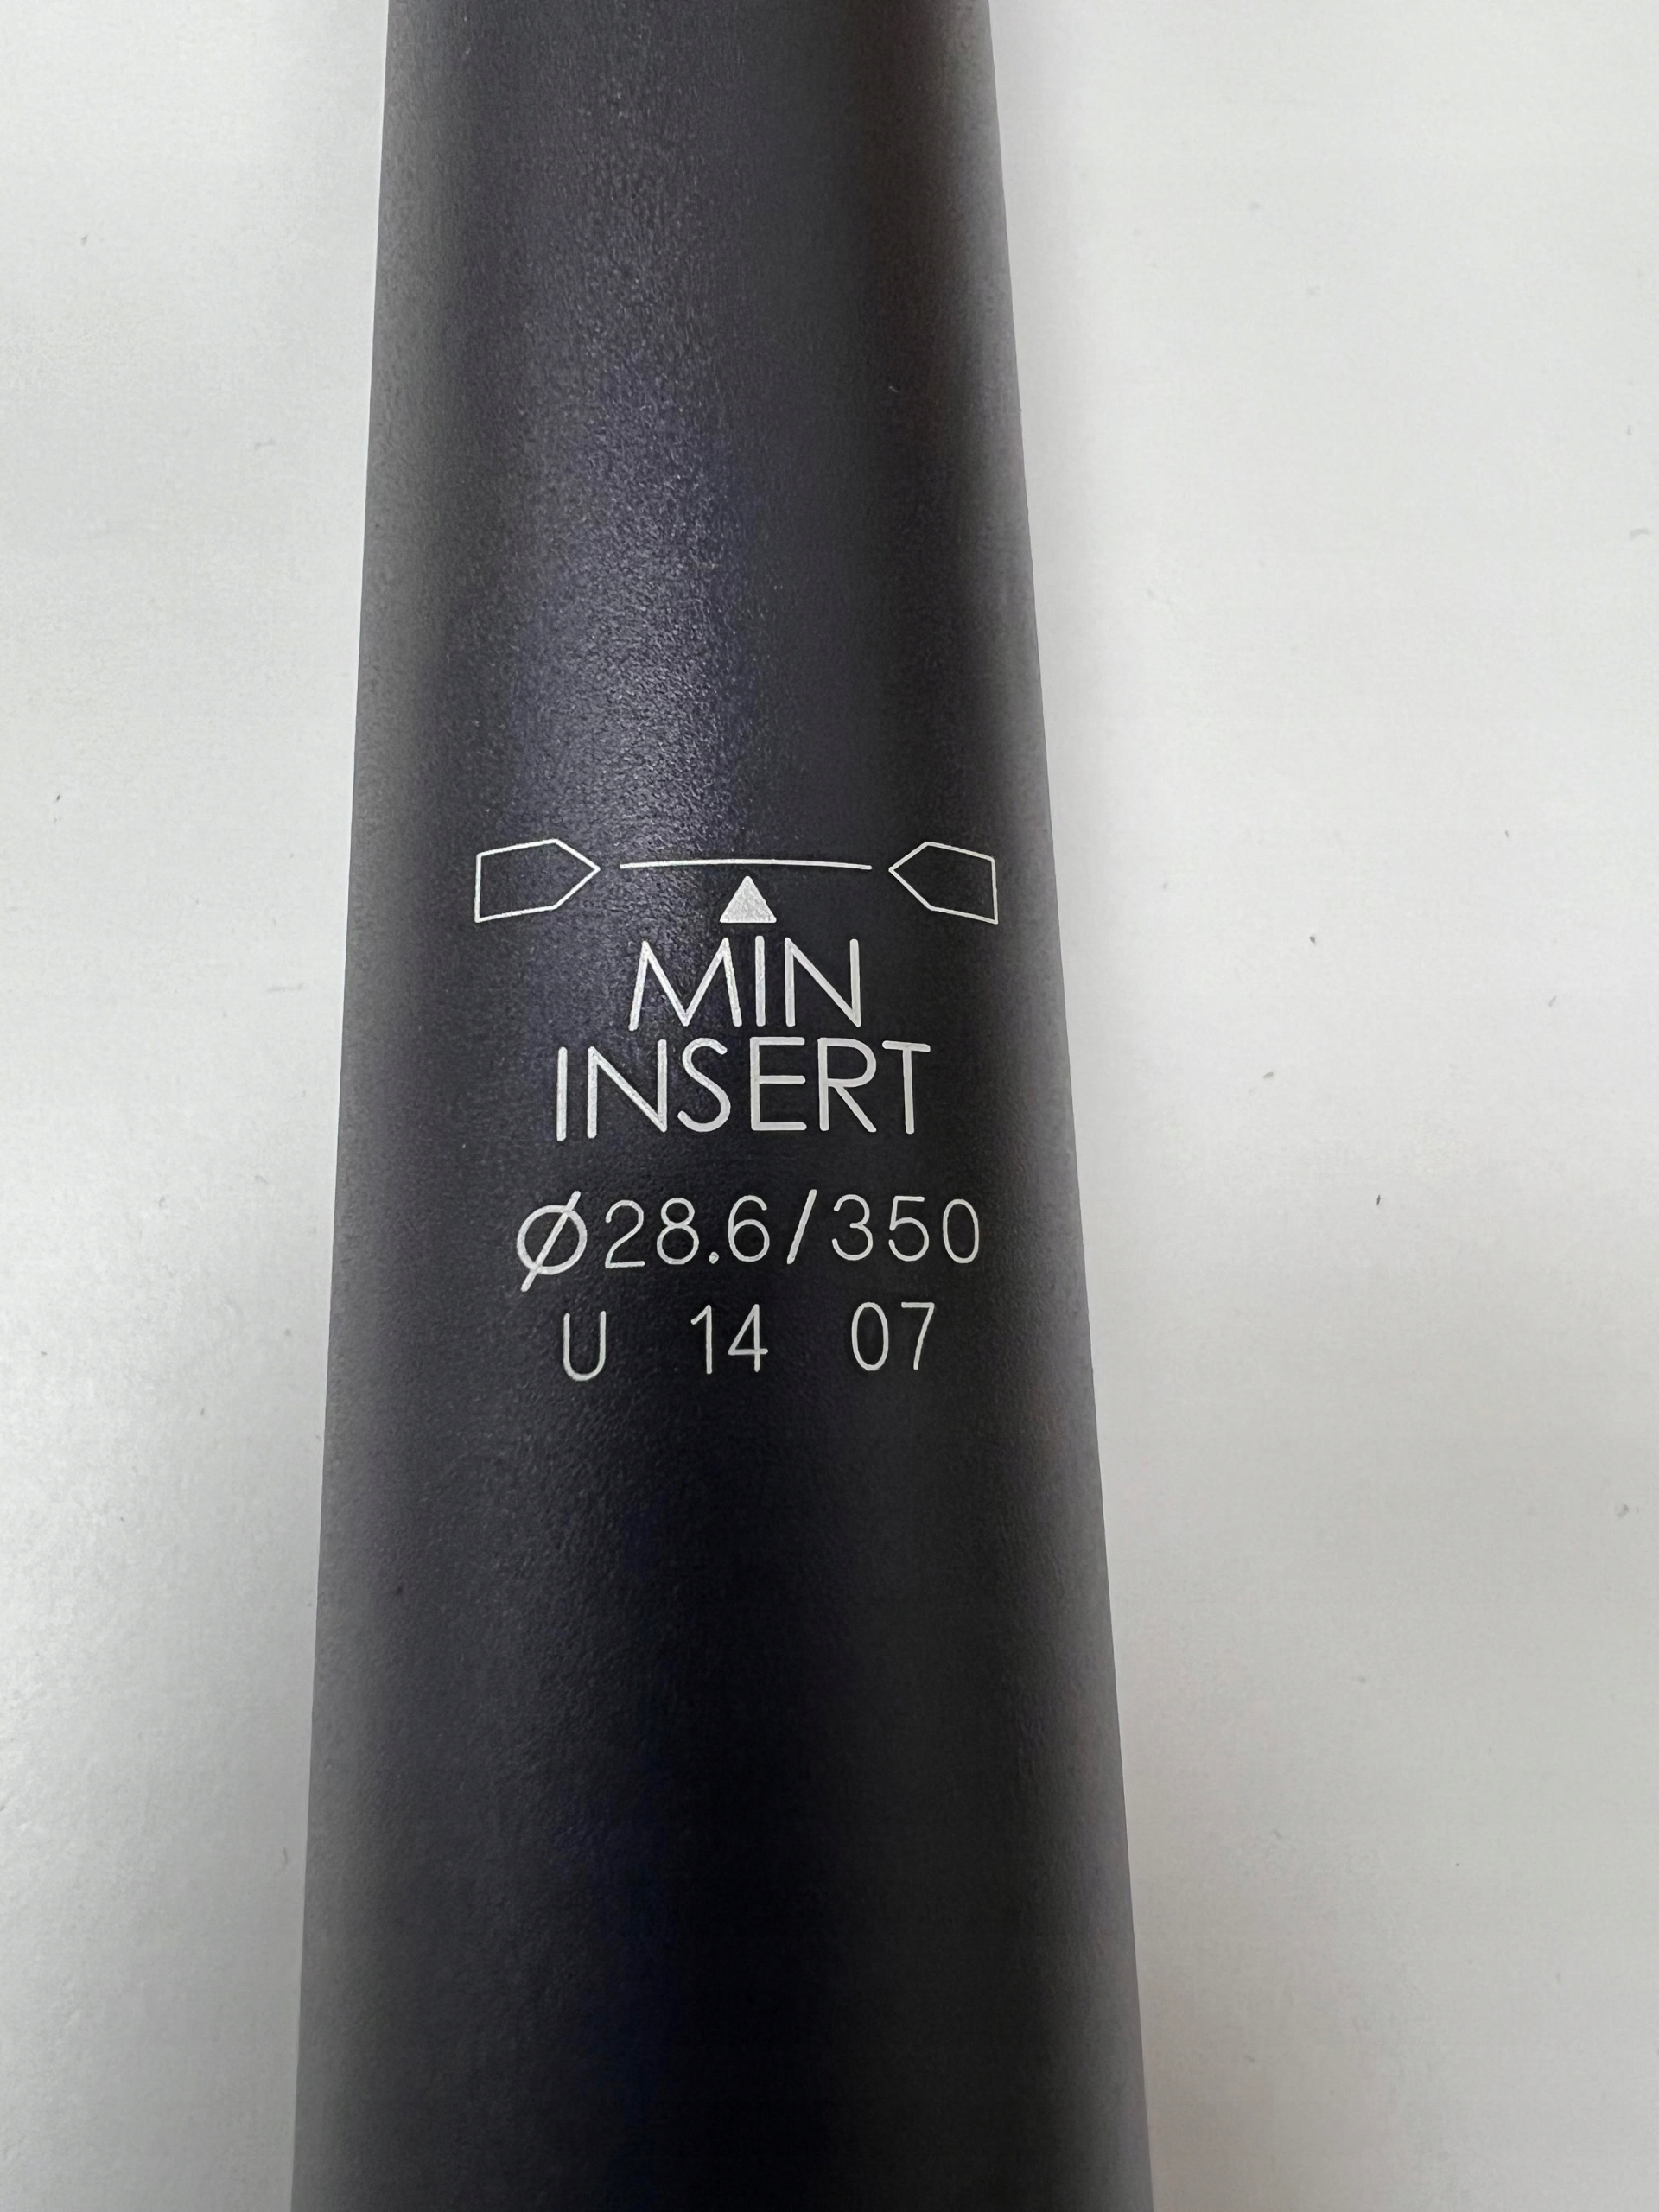 MIN
INSERT
Ø28.6/350
U 14 07